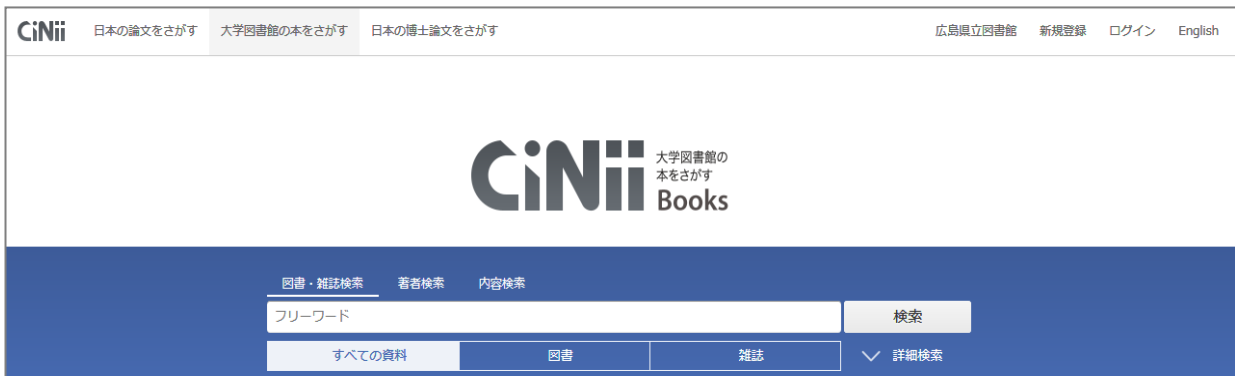 CiNii 日本の論文をさがす 大学図書館の本をさがす 日本の博士論文をさがす 広島県立図書館 新規登録 ログイン English
CiNii 大学図書館の
本をさがす
Books
図書・雑誌検索 著者検索 内容検索
フリーワード 検索
すべての資料 図書 雑誌 詳細検索